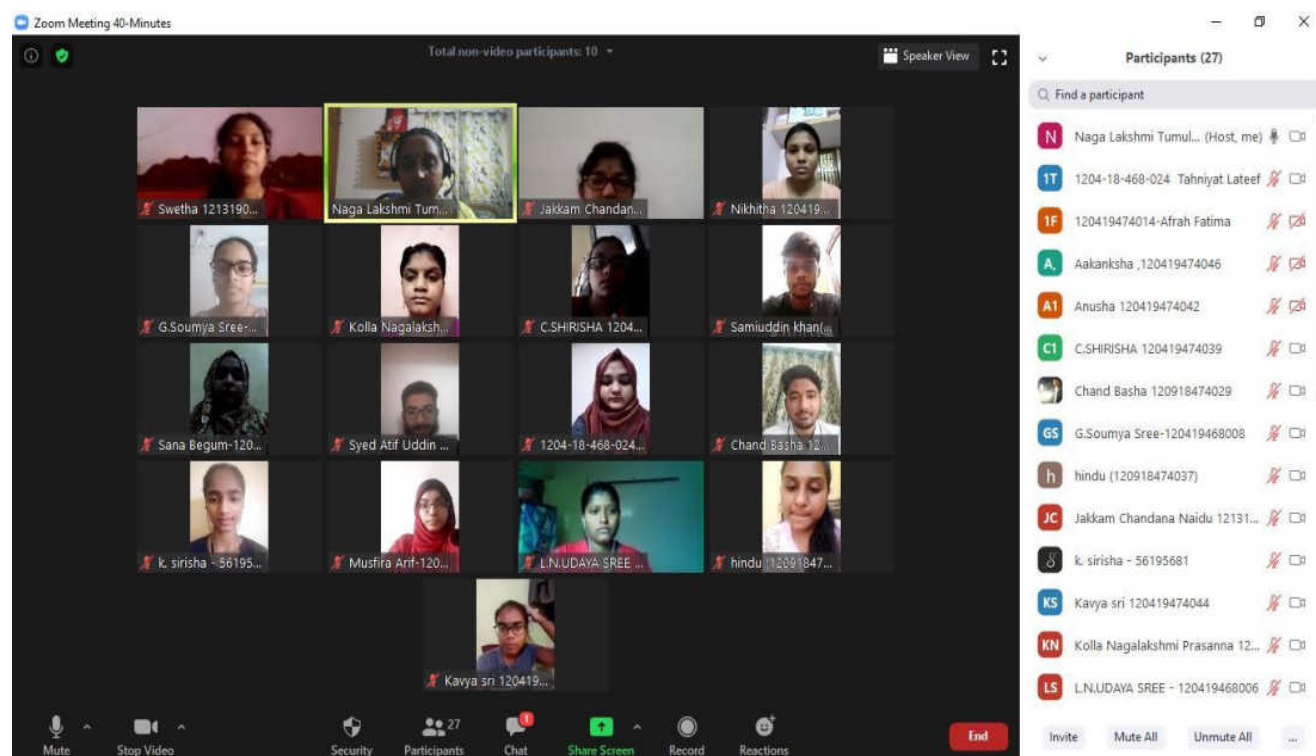 Zoom Meeting 40-Minutes
Total non-video participants: 10
Speaker View
Swetha 1213190...
Naga Lakshmi Tum...
Jakkam Chandan...
Nikhitha 120419...
G.Soumya Sree-...
Kolla Nagalaksh...
C.SHIRISHA 1204...
Samiuddin khan(...
Sana Begum-120...
Syed Atif Uddin ...
1204-18-468-024...
Chand Basha 12...
k. sirisha - 56195...
Musfira Arif-120...
L.N.UDAYA SREE ...
hindu (12091847...
Kavya sri 120419...
Mute
Stop Video
Security
27
Participants
1
Chat
Share Screen
Record
Reactions
End
Participants (27)
Find a participant
N Naga Lakshmi Tumul... (Host, me)
1T 1204-18-468-024 Tahniyat Lateef
1F 120419474014-Afrah Fatima
A, Aakanksha ,120419474046
A1 Anusha 120419474042
C1 C.SHIRISHA 120419474039
Chand Basha 120918474029
GS G.Soumya Sree-120419468008
h hindu (120918474037)
JC Jakkam Chandana Naidu 12131...
S k. sirisha - 56195681
KS Kavya sri 120419474044
KN Kolla Nagalakshmi Prasanna 12...
LS L.N.UDAYA SREE - 120419468006
Invite
Mute All
Unmute All
...